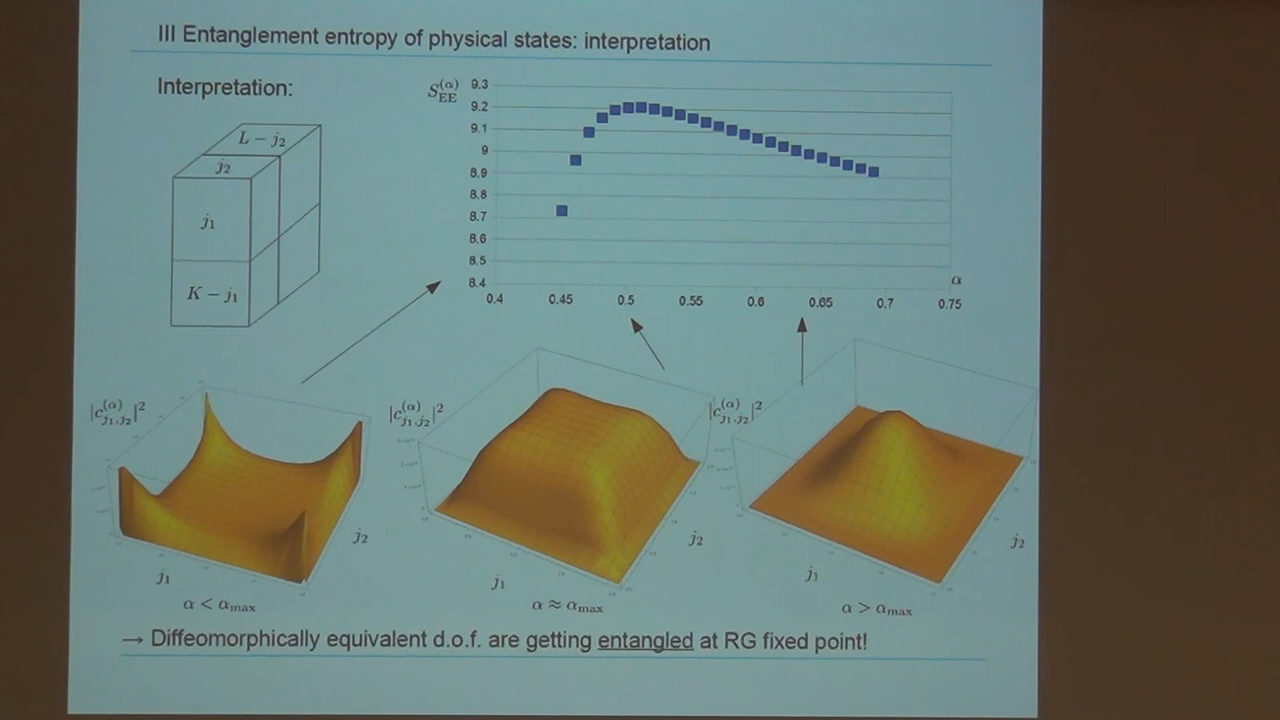 III Entanglement entropy of physical states: interpretation
Interpretation:
L − j₂
j₂
j₁
K − j₁
S_EE^(α)
9.3
9.2
9.1
9
8.9
8.8
8.7
8.6
8.5
8.4
0.4 0.45 0.5 0.55 0.6 0.65 0.7 0.75
α
|c_{j₁,j₂}^(α)|²
j₁
j₂
α < α_max
|c_{j₁,j₂}^(α)|²
j₁
j₂
α ≈ α_max
|c_{j₁,j₂}^(α)|²
j₁
j₂
α > α_max
→ Diffeomorphically equivalent d.o.f. are getting entangled at RG fixed point!